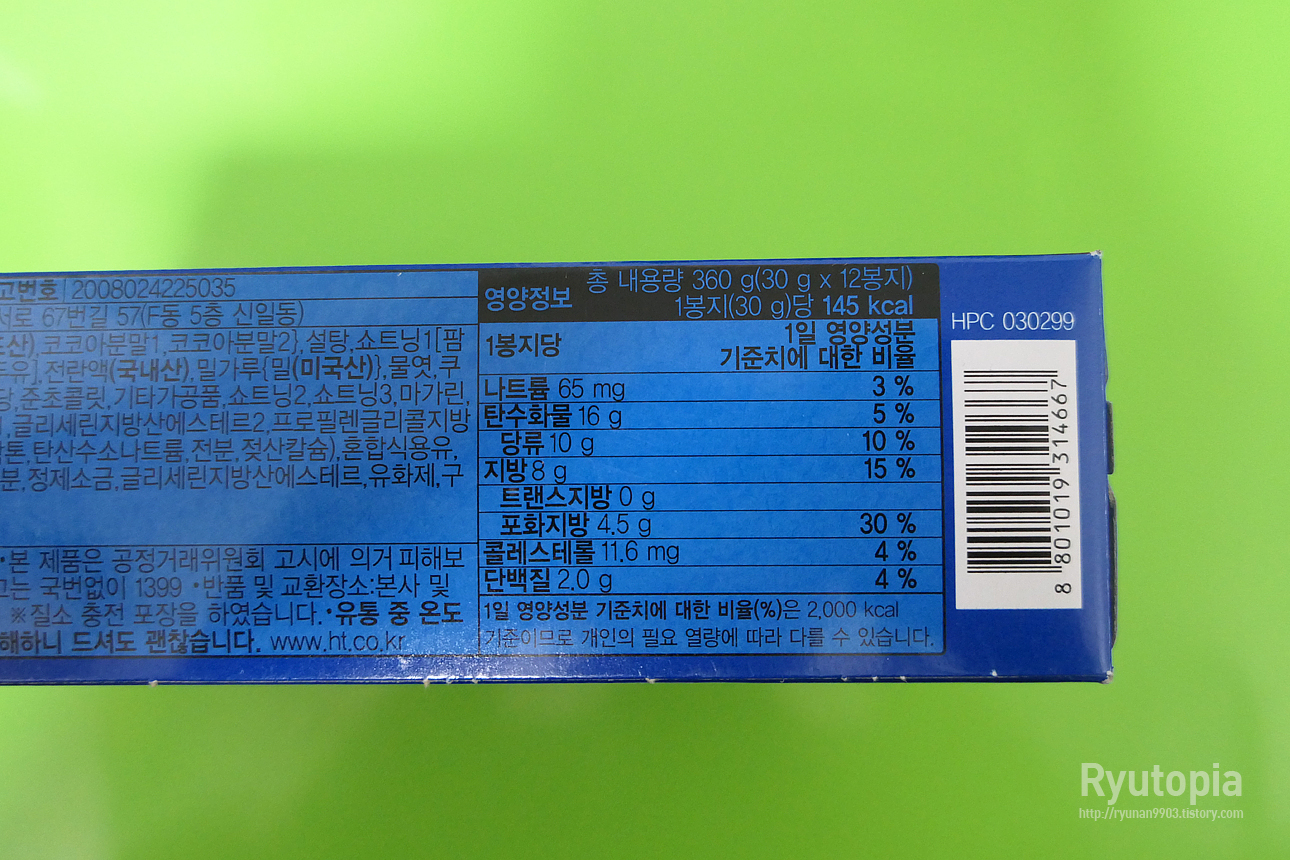 고번호 2008024225035
서로 67번길 57(F동 5층 신일동)
산),코코아분말1,코코아분말2),설탕,쇼트닝1[팜
유],전란액(국내산),밀가루{밀(미국산)},물엿,쿠
당,준초콜릿,기타가공품,쇼트닝2,쇼트닝3,마가린,
,글리세린지방산에스테르2,프로필렌글리콜지방
탄산수소나트륨,전분,젖산칼슘),혼합식용유,
분,정제소금,글리세린지방산에스테르,유화제,구
•본 제품은 공정거래위원회 고시에 의거 피해보
고는 국번없이 1399 •반품 및 교환장소:본사 및
※질소 충전 포장을 하였습니다.•유통 중 온도
해하니 드셔도 괜찮습니다. www.ht.co.kr
영양정보
총 내용량 360 g(30 g x 12봉지)
1봉지(30 g)당 145 kcal
1봉지당
1일 영양성분
기준치에 대한 비율
나트륨 65 mg 3 %
탄수화물 16 g 5 %
당류 10 g 10 %
지방 8 g 15 %
트랜스지방 0 g
포화지방 4.5 g 30 %
콜레스테롤 11.6 mg 4 %
단백질 2.0 g 4 %
1일 영양성분 기준치에 대한 비율(%)은 2,000 kcal
기준이므로 개인의 필요 열량에 따라 다를 수 있습니다.
HPC 030299
8 801019 314667
Ryutopia
http://ryunan9903.tistory.com